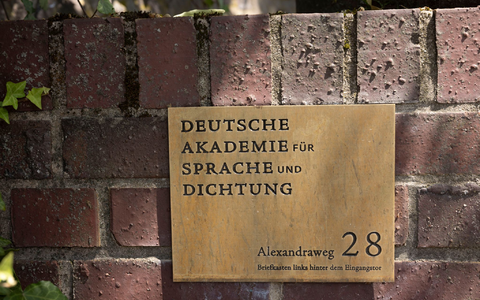 DEUTSCHE
AKADEMIE FÜR
SPRACHE UND
DICHTUNG
Alexandraweg 28
Briefkasten links hinter dem Eingangstor